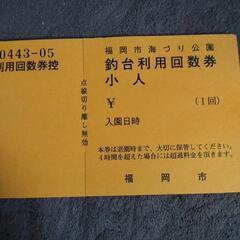 0443-05
利用回数券控
点線切り離し無効
福岡市海づり公園
釣台利用回数券
小人
¥ (1回)
入園日時
本券は退潮時まで、大切に保管してください。
4時間を超えた場合には超過料金を頂きます。
福岡市